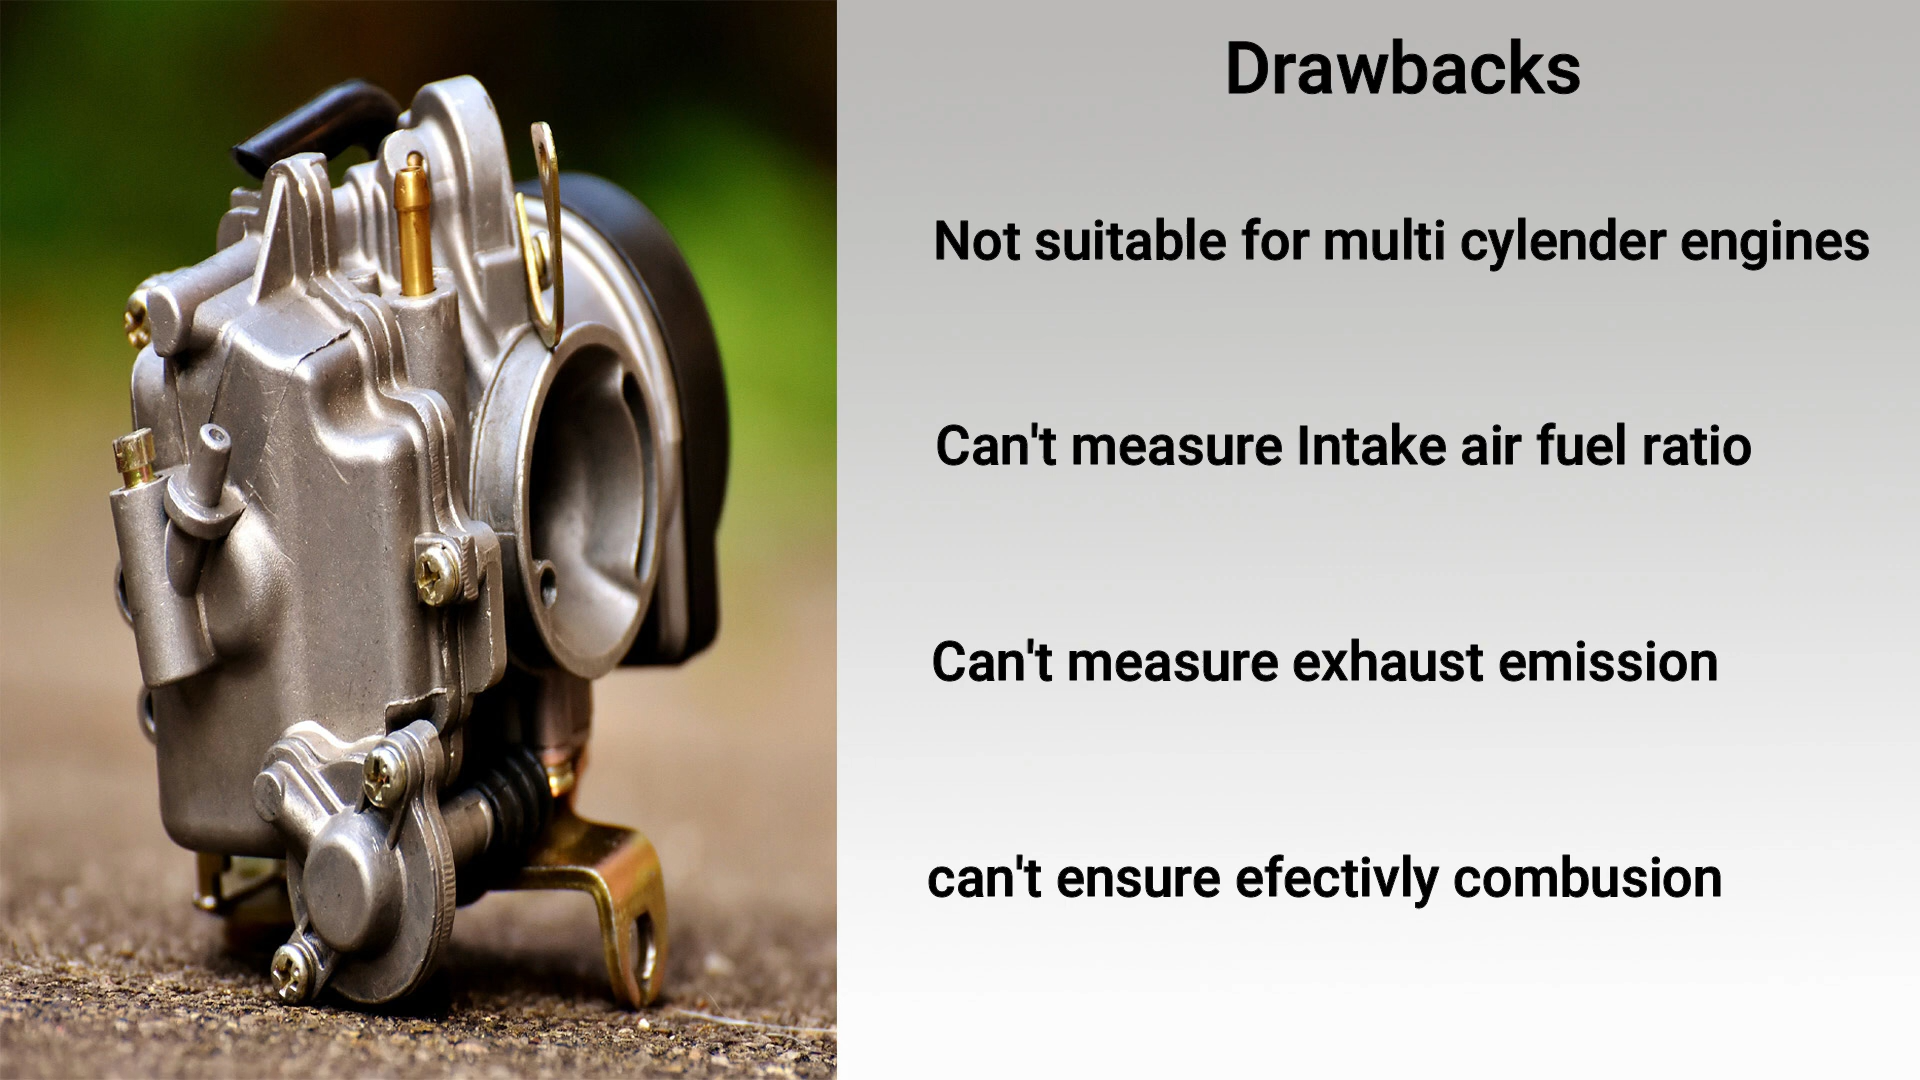 Drawbacks
Not suitable for multi cylender engines
Can't measure Intake air fuel ratio
Can't measure exhaust emission
can't ensure efectivly combusion